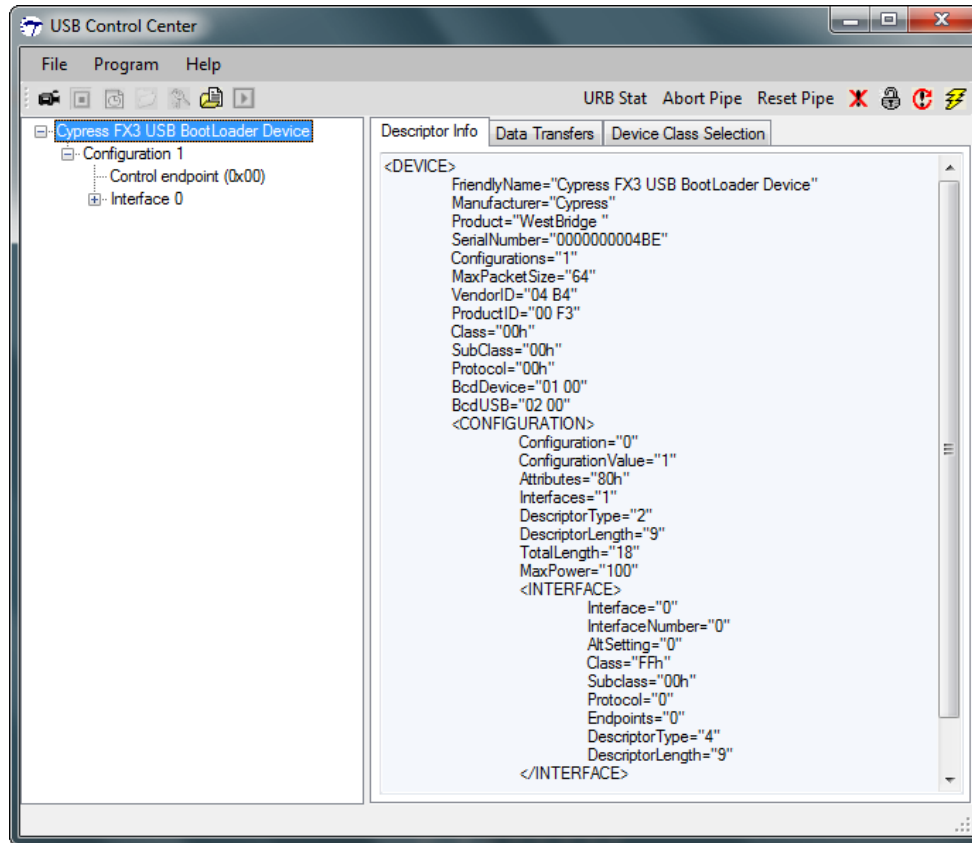 USB Control Center
File Program Help
URB Stat Abort Pipe Reset Pipe
Cypress FX3 USB BootLoader Device
Configuration 1
Control endpoint (0x00)
Interface 0
Descriptor Info Data Transfers Device Class Selection
<DEVICE>
FriendlyName="Cypress FX3 USB BootLoader Device"
Manufacturer="Cypress"
Product="WestBridge "
SerialNumber="0000000004BE"
Configurations="1"
MaxPacketSize="64"
VendorID="04 B4"
ProductID="00 F3"
Class="00h"
SubClass="00h"
Protocol="00h"
BcdDevice="01 00"
BcdUSB="02 00"
<CONFIGURATION>
Configuration="0"
ConfigurationValue="1"
Attributes="80h"
Interfaces="1"
DescriptorType="2"
DescriptorLength="9"
TotalLength="18"
MaxPower="100"
<INTERFACE>
Interface="0"
InterfaceNumber="0"
AltSetting="0"
Class="FFh"
Subclass="00h"
Protocol="0"
Endpoints="0"
DescriptorType="4"
DescriptorLength="9"
</INTERFACE>